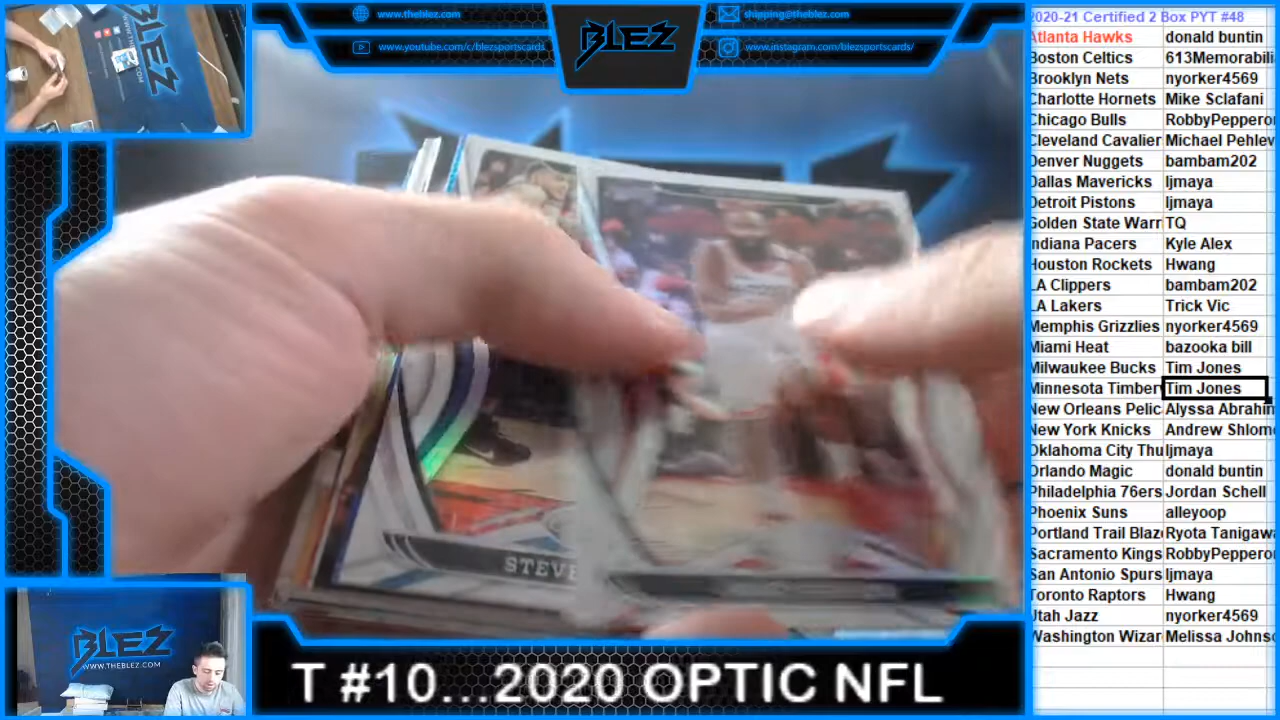 www.theblez.com
BLEZ
shipping@theblez.com
www.youtube.com/c/blezsportscards
www.instagram.com/blezsportscards/
2020-21 Certified 2 Box PYT #48
Atlanta Hawks donald buntin
Boston Celtics 613Memorabili
Brooklyn Nets nyorker4569
Charlotte Hornets Mike Sclafani
Chicago Bulls RobbyPeppero
Cleveland Cavalier Michael Pehlev
Denver Nuggets bambam202
Dallas Mavericks ljmaya
Detroit Pistons ljmaya
Golden State Warr TQ
Indiana Pacers Kyle Alex
Houston Rockets Hwang
LA Clippers bambam202
LA Lakers Trick Vic
Memphis Grizzlies nyorker4569
Miami Heat bazooka bill
Milwaukee Bucks Tim Jones
Minnesota Timber Tim Jones
New Orleans Pelic Alyssa Abrahin
New York Knicks Andrew Shlom
Oklahoma City Thu ljmaya
Orlando Magic donald buntin
Philadelphia 76ers Jordan Schell
Phoenix Suns alleyoop
Portland Trail Blaz Ryota Tanigaw
Sacramento Kings RobbyPeppero
San Antonio Spurs ljmaya
Toronto Raptors Hwang
Utah Jazz nyorker4569
Washington Wizar Melissa Johns
STEVE
BLEZ
BLEZ
WWW.THEBLEZ.COM
T #10...2020 OPTIC NFL